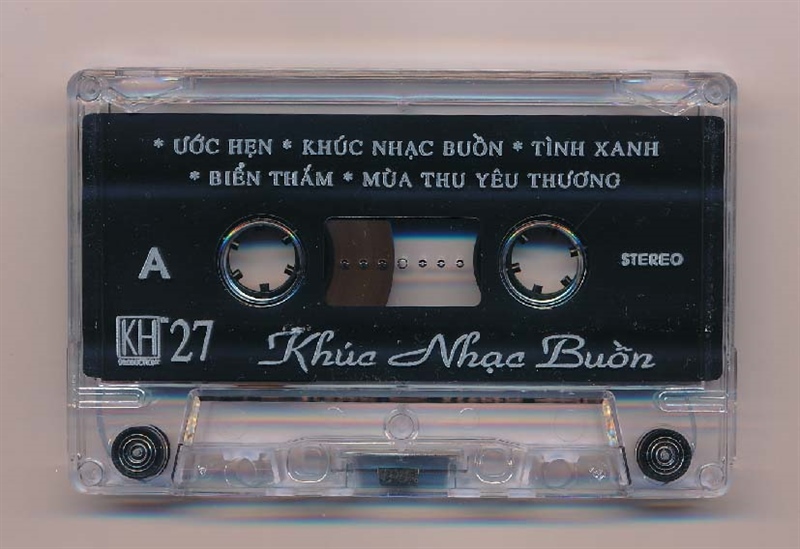 * ƯỚC HẸN * KHÚC NHẠC BUỒN * TÌNH XANH
* BIỂN THẮM * MÙA THU YÊU THƯƠNG
A
STEREO
KH 27
PRODUCTION
Khúc Nhạc Buồn